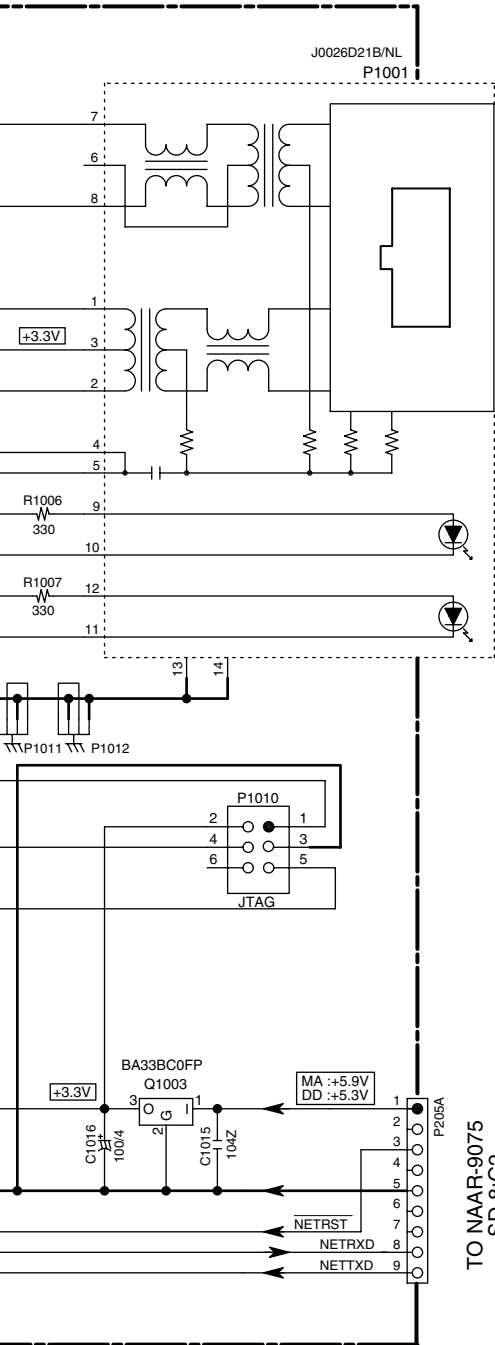 J0026D21B/NL
P1001
7
6
8
1
+3.3V
3
2
4
5
R1006
330
9
10
R1007
330
12
11
13
14
P1011
P1012
P1010
2
1
4
3
6
5
JTAG
BA33BC0FP
Q1003
+3.3V
3
O
G
I
1
2
C1016
+
100/4
C1015
104Z
MA :+5.9V
DD :+5.3V
1
2
3
4
5
6
7
8
9
P205A
NETRST
NETRXD
NETTXD
TO NAAR-9075